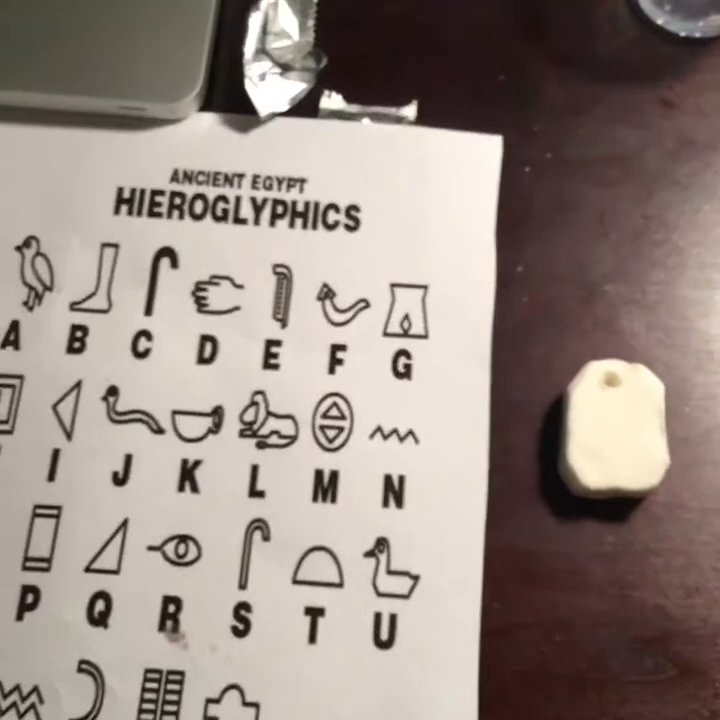 ANCIENT EGYPT
HIEROGLYPHICS
A B C D E F G
I J K L M N
P Q R S T U